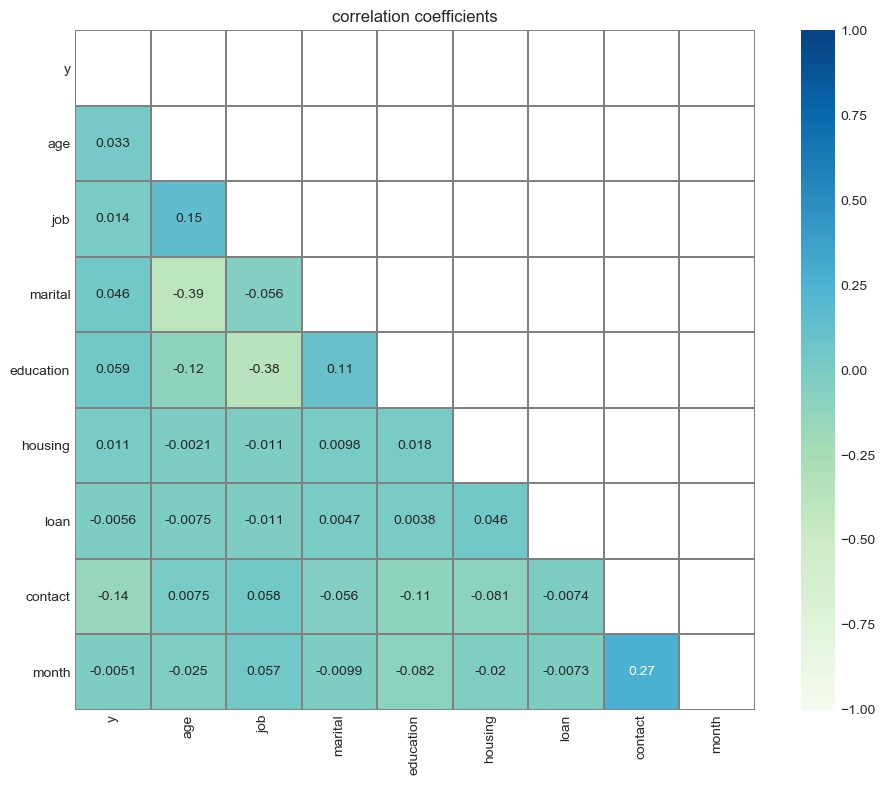 correlation coefficients
1.00
y
0.75
age 0.033
0.50
job 0.014 0.15
0.25
marital 0.046 -0.39 -0.056
education 0.059 -0.12 -0.38 0.11
0.00
housing 0.011 -0.0021 -0.011 0.0098 0.018
−0.25
loan -0.0056 -0.0075 -0.011 0.0047 0.0038 0.046
−0.50
contact -0.14 0.0075 0.058 -0.056 -0.11 -0.081 -0.0074
−0.75
month -0.0051 -0.025 0.057 -0.0099 -0.082 -0.02 -0.0073 0.27
−1.00
y age job marital education housing loan contact month